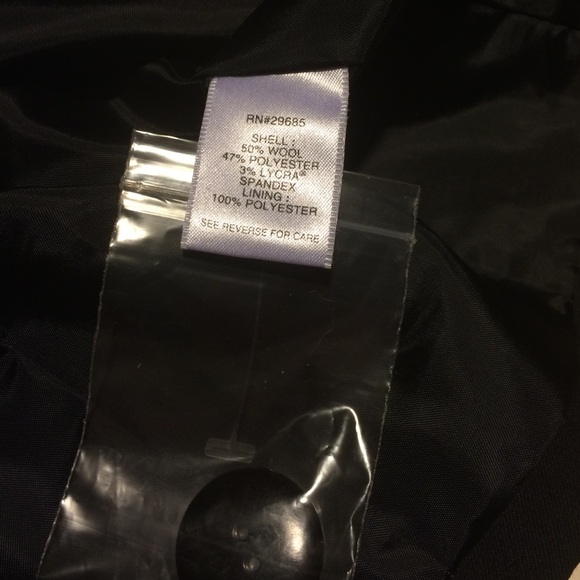 RN#29685
SHELL :
50% WOOL
47% POLYESTER
3% LYCRA®
SPANDEX
LINING :
100% POLYESTER
SEE REVERSE FOR CARE